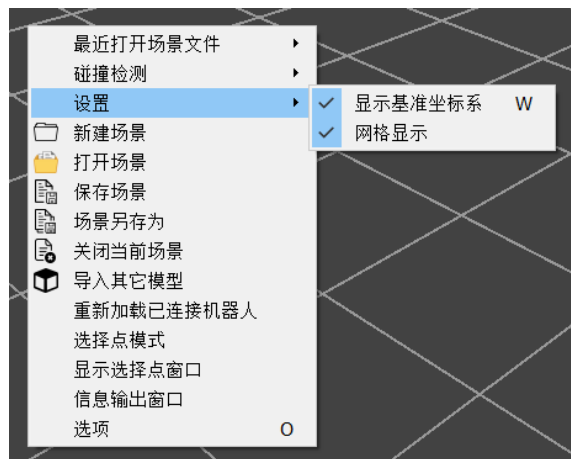 最近打开场景文件
碰撞检测
设置
显示基准坐标系 W
网格显示
新建场景
打开场景
保存场景
场景另存为
关闭当前场景
导入其它模型
重新加载已连接机器人
选择点模式
显示选择点窗口
信息输出窗口
选项 O